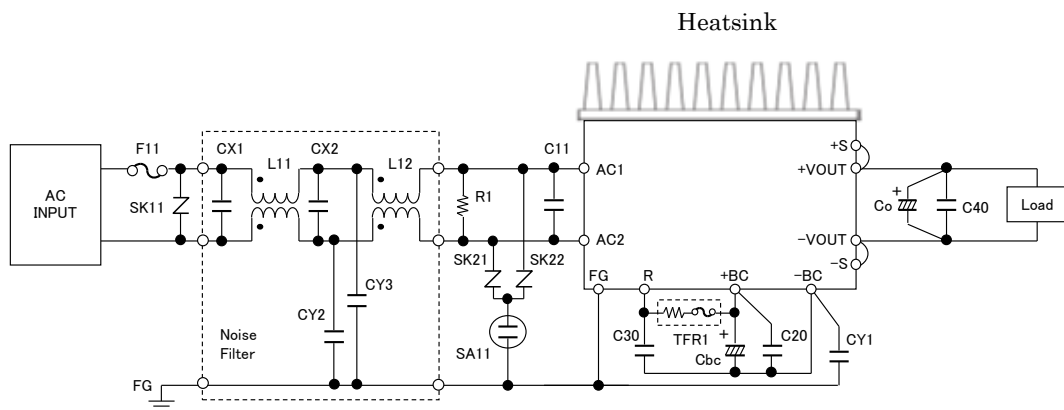 Heatsink
F11
CX1
L11
CX2
L12
C11
+S
AC1
+VOUT
AC
INPUT
SK11
R1
+
Co
C40
Load
AC2
-VOUT
SK21
SK22
FG
R
+BC
-BC
-S
CY2
CY3
C30
TFR1
+
Cbc
C20
CY1
Noise
Filter
SA11
FG